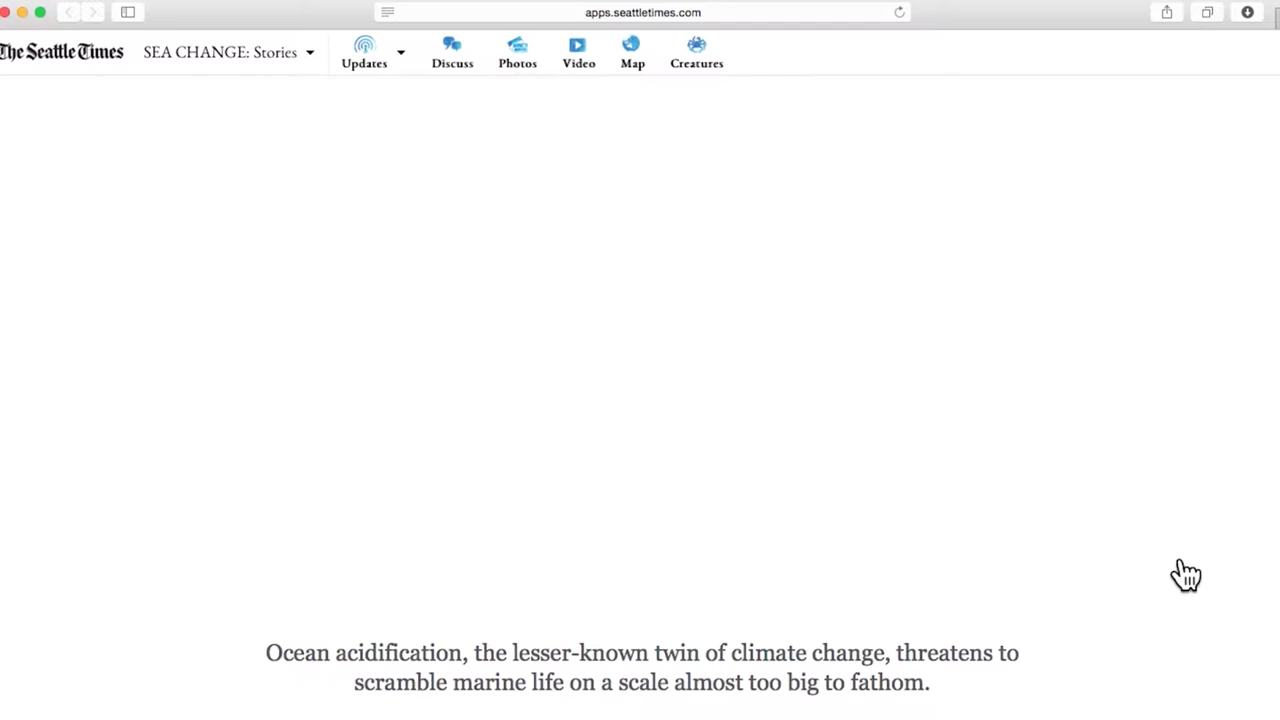 apps.seattletimes.com
The Seattle Times
SEA CHANGE: Stories
Updates
Discuss
Photos
Video
Map
Creatures
Ocean acidification, the lesser-known twin of climate change, threatens to
scramble marine life on a scale almost too big to fathom.